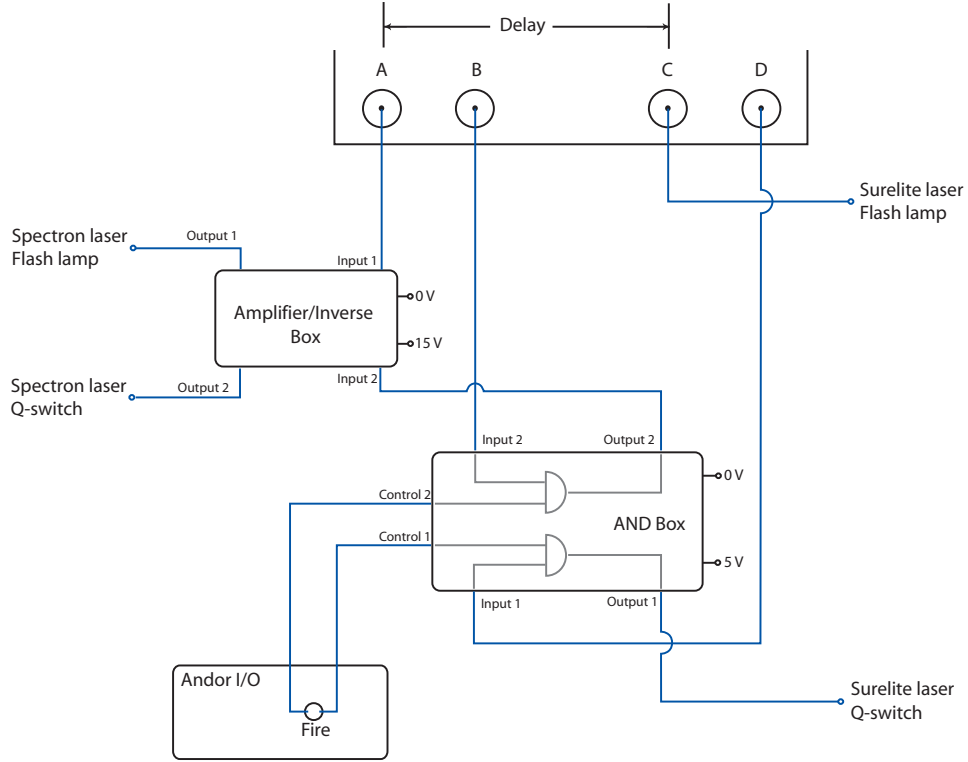 Delay
A
B
C
D
Surelite laser
Flash lamp
Spectron laser
Flash lamp
Output 1
Input 1
Amplifier/Inverse
Box
0 V
15 V
Spectron laser
Q-switch
Output 2
Input 2
Input 2
Output 2
0 V
Control 2
AND Box
Control 1
5 V
Input 1
Output 1
Andor I/O
Fire
Surelite laser
Q-switch